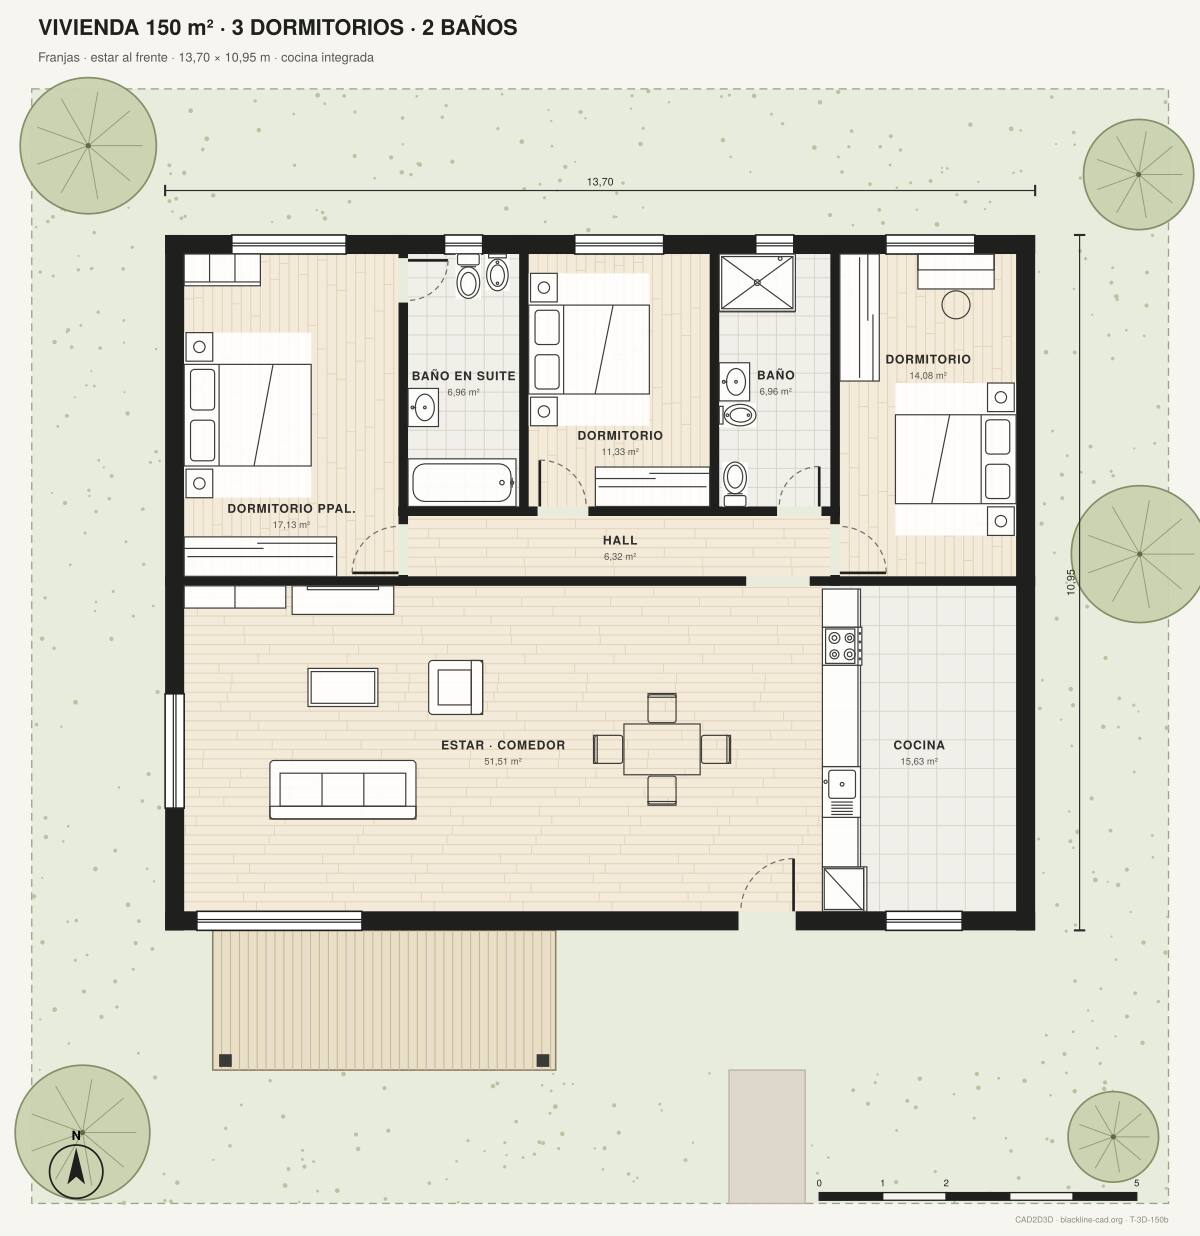 VIVIENDA 150 m² · 3 DORMITORIOS · 2 BAÑOS
Franjas · estar al frente · 13,70 × 10,95 m · cocina integrada
13,70
BAÑO EN SUITE
6,96 m²
BAÑO
6,96 m²
DORMITORIO
14,08 m²
DORMITORIO
11,33 m²
DORMITORIO PPAL.
17,13 m²
HALL
6,32 m²
10,95
ESTAR · COMEDOR
51,51 m²
COCINA
15,63 m²
N
0 1 2 5
CAD2D3D · blackline-cad.org · T-3D-150b